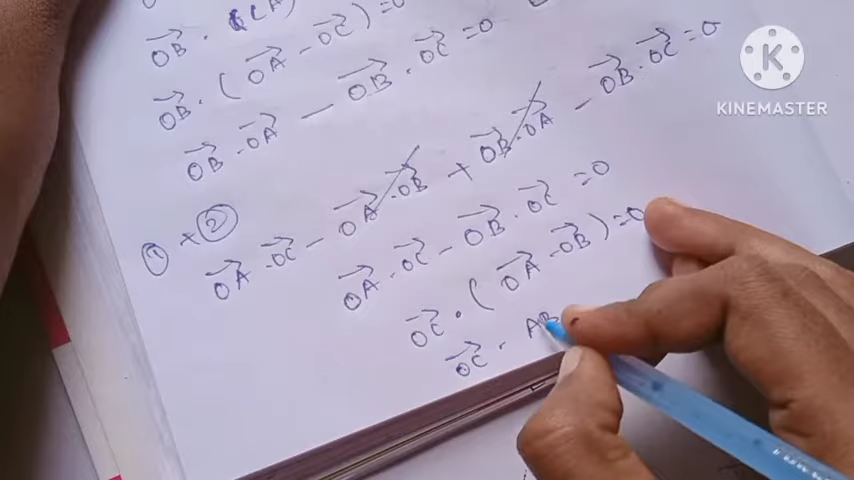 OB⃗ · (CA⃗)
OB⃗ · (OA⃗ - OC⃗) = 0
OB⃗ · OA⃗ - OB⃗ · OC⃗ = 0
① + ② OA⃗ · OC⃗ - OA⃗ · OB⃗ + OB⃗ · OA⃗ - OB⃗ · OC⃗ = 0
OA⃗ · OC⃗ - OB⃗ · OC⃗ = 0
OC⃗ · (OA⃗ - OB⃗) = 0
OC⃗ · AB
K
KINEMASTER